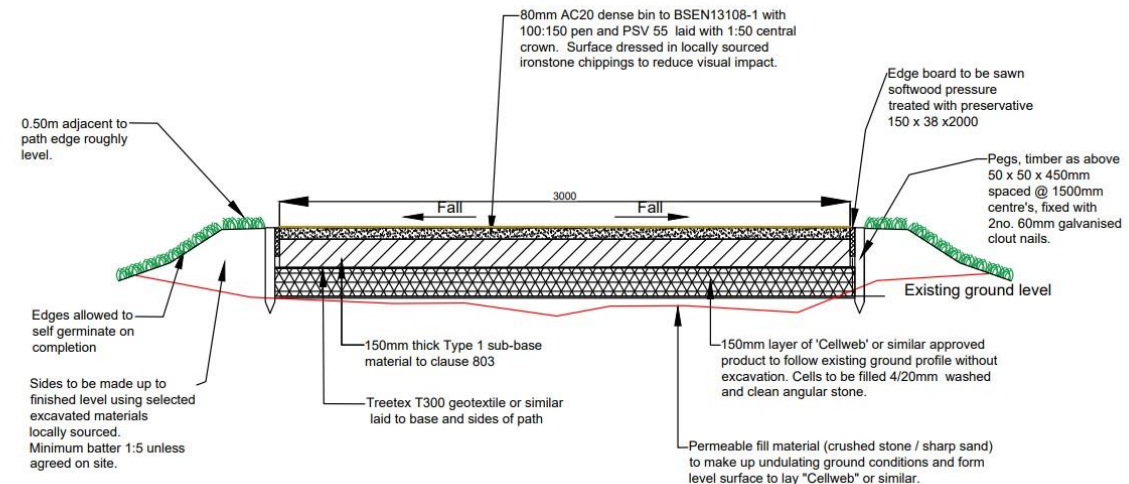 80mm AC20 dense bin to BSEN13108-1 with
100:150 pen and PSV 55 laid with 1:50 central
crown. Surface dressed in locally sourced
ironstone chippings to reduce visual impact.
Edge board to be sawn
softwood pressure
treated with preservative
150 x 38 x2000
0.50m adjacent to
path edge roughly
level.
Pegs, timber as above
50 x 50 x 450mm
spaced @ 1500mm
centre's, fixed with
2no. 60mm galvanised
clout nails.
3000
Fall
Fall
Existing ground level
Edges allowed to
self germinate on
completion
150mm thick Type 1 sub-base
material to clause 803
150mm layer of 'Cellweb' or similar approved
product to follow existing ground profile without
excavation. Cells to be filled 4/20mm washed
and clean angular stone.
Sides to be made up to
finished level using selected
excavated materials
locally sourced.
Minimum batter 1:5 unless
agreed on site.
Treetex T300 geotextile or similar
laid to base and sides of path
Permeable fill material (crushed stone / sharp sand)
to make up undulating ground conditions and form
level surface to lay "Cellweb" or similar.